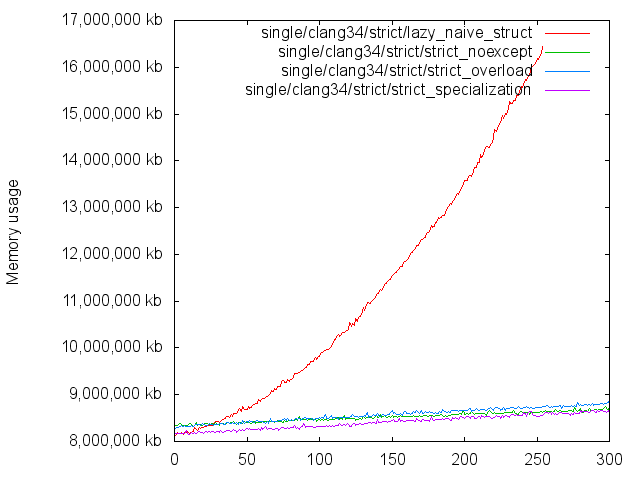 17,000,000 kb
16,000,000 kb
15,000,000 kb
14,000,000 kb
13,000,000 kb
12,000,000 kb
11,000,000 kb
10,000,000 kb
9,000,000 kb
8,000,000 kb
Memory usage
single/clang34/strict/lazy_naive_struct
single/clang34/strict/strict_noexcept
single/clang34/strict/strict_overload
single/clang34/strict/strict_specialization
0 50 100 150 200 250 300